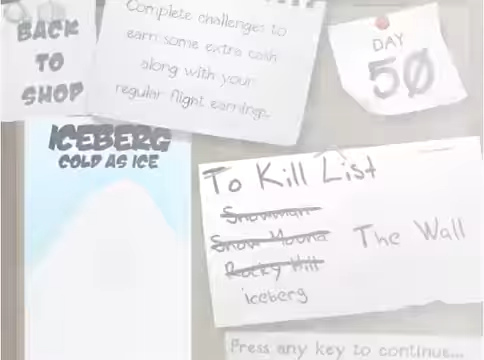 BACK
TO
SHOP
Complete challenges to
earn some extra cash
along with your
regular flight earnings.
DAY
50
ICEBERG
COLD AS ICE
To Kill List
Snowman
Snow Mound
Rocky Hill
iceberg
The Wall
Press any key to continue...